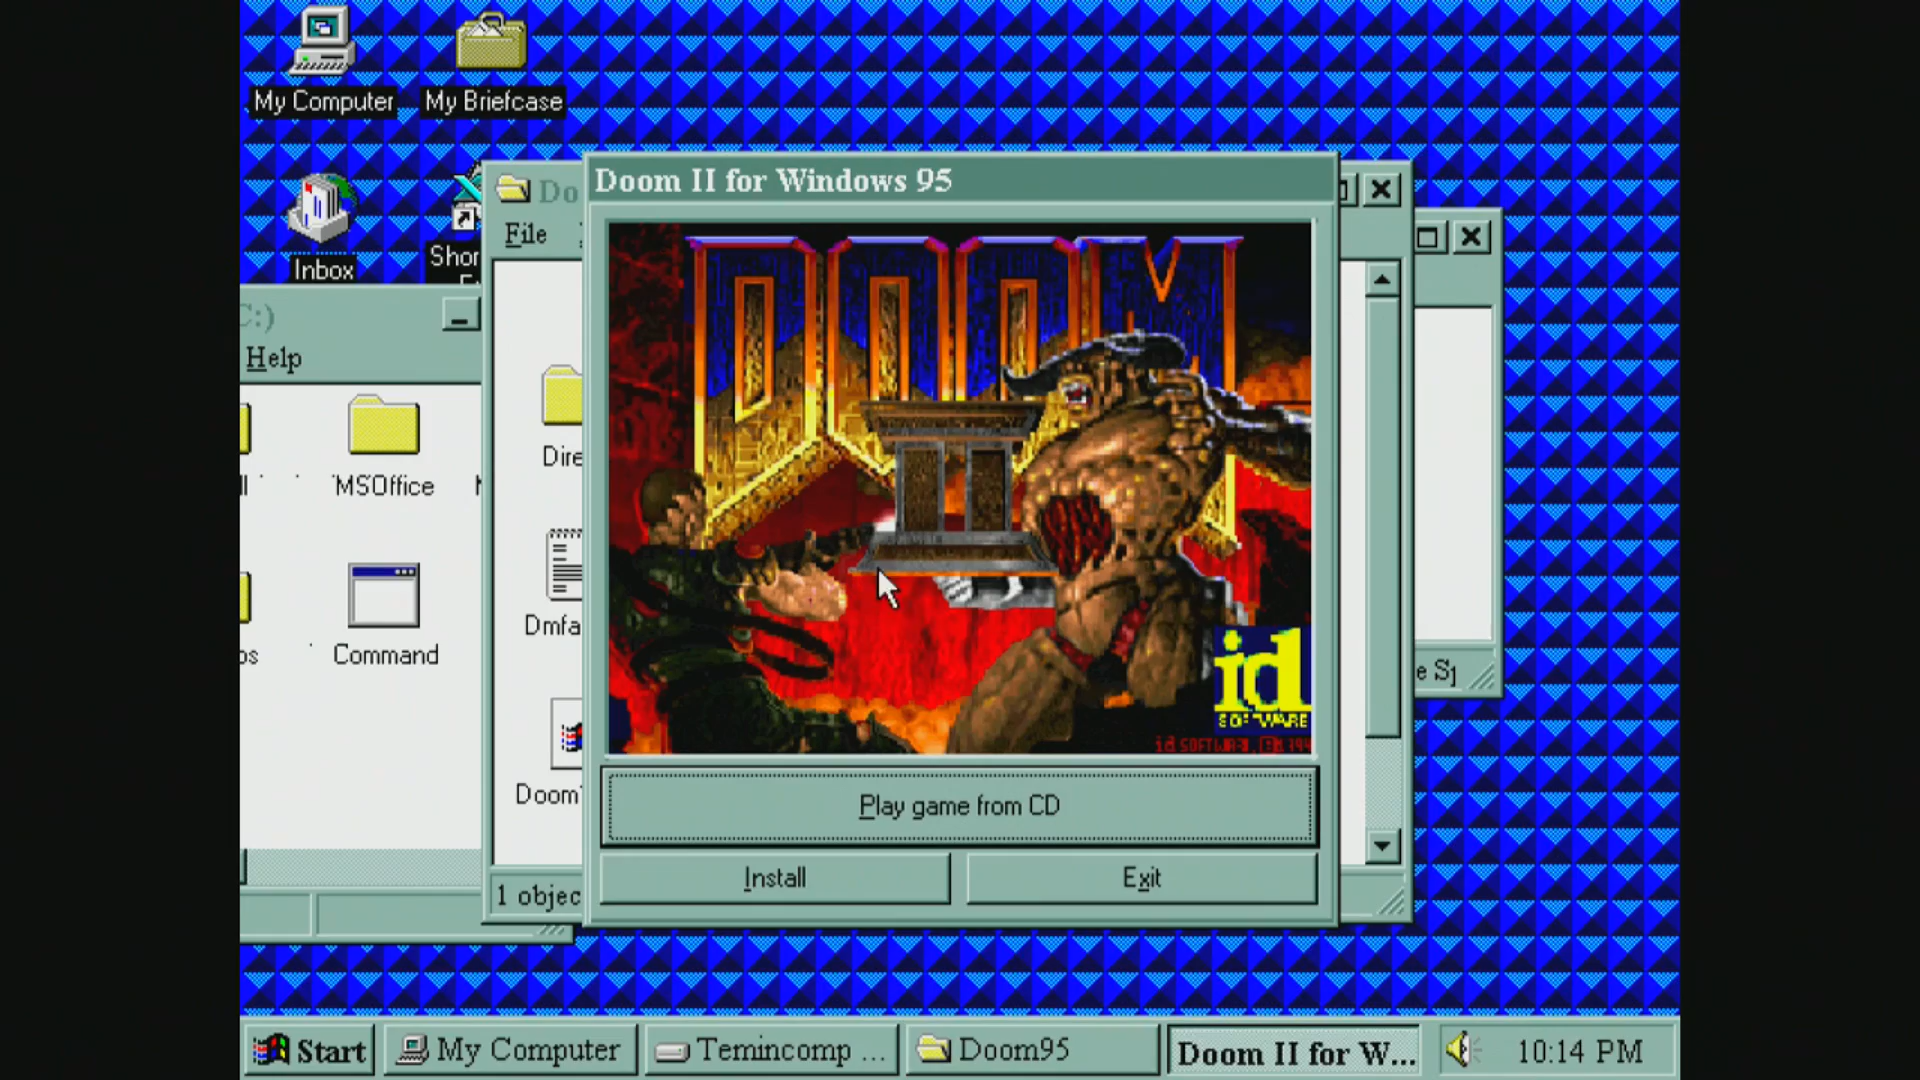 My Computer
My Briefcase
Inbox
Shor
C:)
Help
MSOffice
Command
Do
File
Dire
Dmfa
Doom
1 objec
Doom II for Windows 95
DOOM
II
id
SOFTWARE
Play game from CD
Install
Exit
Start
My Computer
Temincomp ...
Doom95
Doom II for W...
10:14 PM